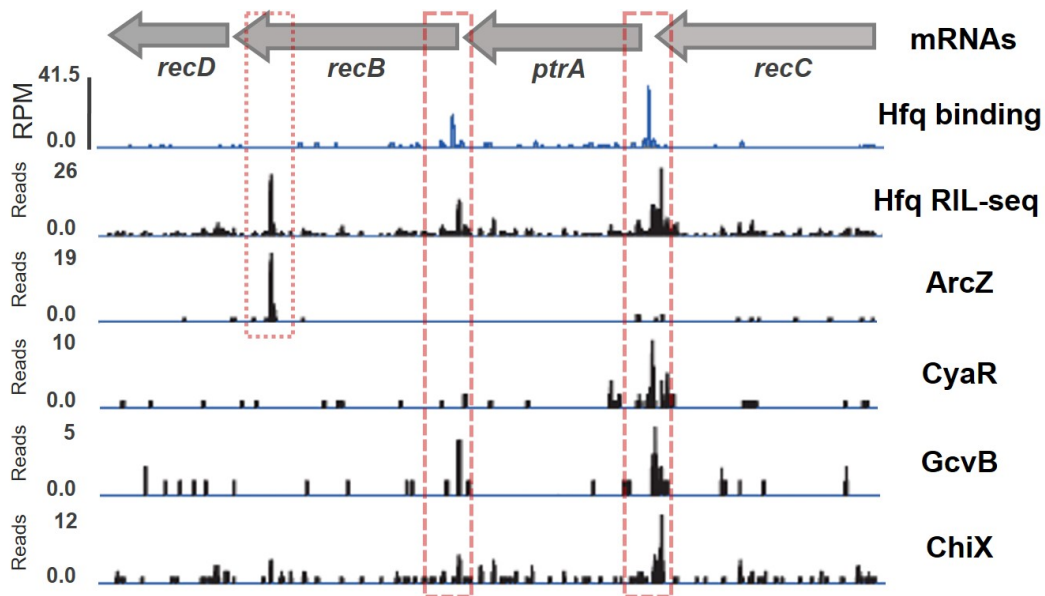 mRNAs
recD recB ptrA recC
RPM 41.5 0.0 Hfq binding
Reads 26 0.0 Hfq RIL-seq
Reads 19 0.0 ArcZ
Reads 10 0.0 CyaR
Reads 5 0.0 GcvB
Reads 12 0.0 ChiX